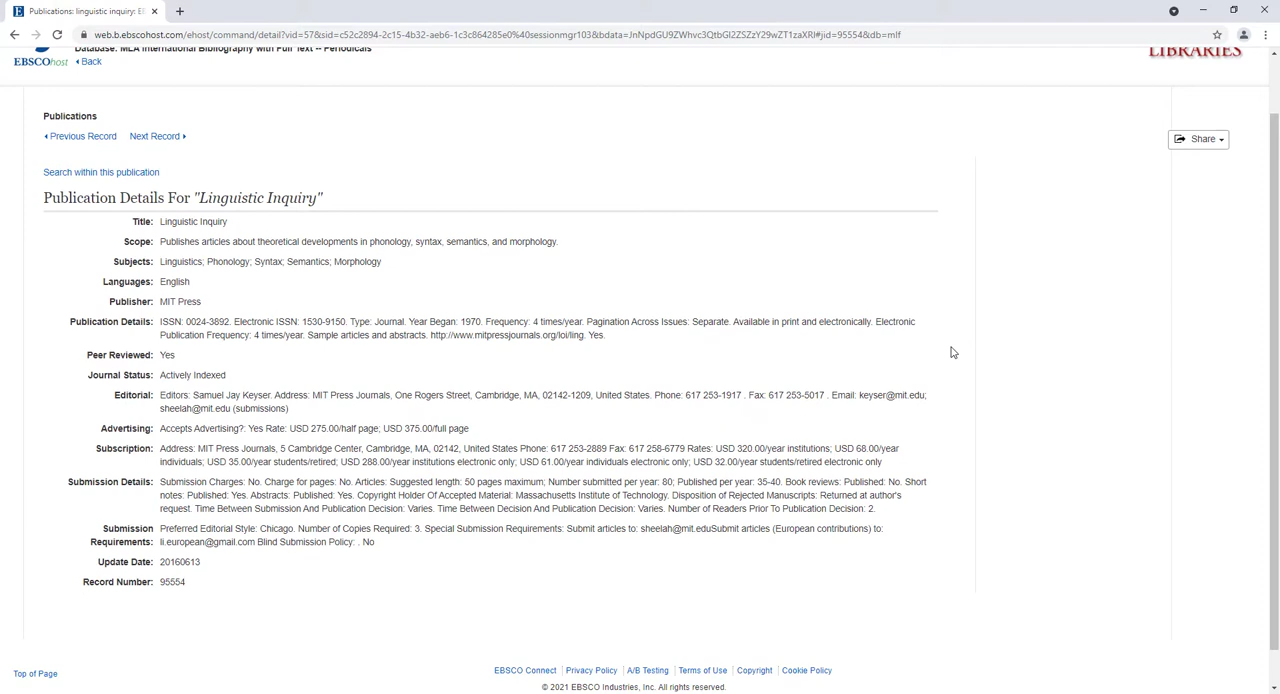 Publications: linguistic inquiry: E
web.b.ebscohost.com/ehost/command/detail?vid=57&sid=c52c2894-2c15-4b32-aeb6-1c3c864285e0%40sessionmgr103&bdata=JnNpdGU9ZWhvc3QtbGl2ZSZzY29wZT1zaXRl#jid=95554&db=mlf
Database: MLA International Bibliography with Full Text -- Periodicals
LIBRARIES
EBSCOhost Back
Publications
Previous Record Next Record
Share
Search within this publication
Publication Details For "Linguistic Inquiry"
Title: Linguistic Inquiry
Scope: Publishes articles about theoretical developments in phonology, syntax, semantics, and morphology.
Subjects: Linguistics; Phonology; Syntax; Semantics; Morphology
Languages: English
Publisher: MIT Press
Publication Details: ISSN: 0024-3892. Electronic ISSN: 1530-9150. Type: Journal. Year Began: 1970. Frequency: 4 times/year. Pagination Across Issues: Separate. Available in print and electronically. Electronic
Publication Frequency: 4 times/year. Sample articles and abstracts. http://www.mitpressjournals.org/loi/ling. Yes.
Peer Reviewed: Yes
Journal Status: Actively Indexed
Editorial: Editors: Samuel Jay Keyser. Address: MIT Press Journals, One Rogers Street, Cambridge, MA, 02142-1209, United States. Phone: 617 253-1917 . Fax: 617 253-5017 . Email: keyser@mit.edu;
sheelah@mit.edu (submissions)
Advertising: Accepts Advertising?: Yes Rate: USD 275.00/half page; USD 375.00/full page
Subscription: Address: MIT Press Journals, 5 Cambridge Center, Cambridge, MA, 02142, United States Phone: 617 253-2889 Fax: 617 258-6779 Rates: USD 320.00/year institutions; USD 68.00/year
individuals; USD 35.00/year students/retired; USD 288.00/year institutions electronic only; USD 61.00/year individuals electronic only; USD 32.00/year students/retired electronic only
Submission Details: Submission Charges: No. Charge for pages: No. Articles: Suggested length: 50 pages maximum; Number submitted per year: 80; Published per year: 35-40. Book reviews: Published: No. Short
notes: Published: Yes. Abstracts: Published: Yes. Copyright Holder Of Accepted Material: Massachusetts Institute of Technology. Disposition of Rejected Manuscripts: Returned at author's
request. Time Between Submission And Publication Decision: Varies. Time Between Decision And Publication Decision: Varies. Number of Readers Prior To Publication Decision: 2.
Submission Preferred Editorial Style: Chicago. Number of Copies Required: 3. Special Submission Requirements: Submit articles to: sheelah@mit.eduSubmit articles (European contributions) to:
Requirements: li.european@gmail.com Blind Submission Policy: . No
Update Date: 20160613
Record Number: 95554
Top of Page
EBSCO Connect Privacy Policy A/B Testing Terms of Use Copyright Cookie Policy
© 2021 EBSCO Industries, Inc. All rights reserved.